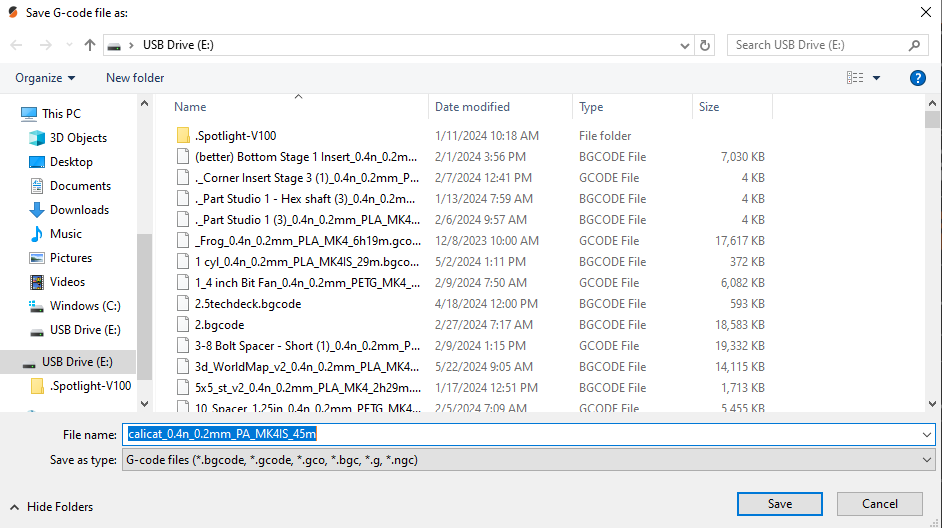 Save G-code file as:
USB Drive (E:)
Search USB Drive (E:)
Organize
New folder
?
Name Date modified Type Size
This PC
3D Objects
Desktop
Documents
Downloads
Music
Pictures
Videos
Windows (C:)
USB Drive (E:)
USB Drive (E:)
.Spotlight-V100
.Spotlight-V100 1/11/2024 10:18 AM File folder
(better) Bottom Stage 1 Insert_0.4n_0.2m... 2/1/2024 3:56 PM BGCODE File 7,030 KB
._Corner Insert Stage 3 (1)_0.4n_0.2mm_P... 2/7/2024 12:41 PM GCODE File 4 KB
._Part Studio 1 - Hex shaft (3)_0.4n_0.2m... 1/13/2024 7:59 AM BGCODE File 4 KB
._Part Studio 1 (3)_0.4n_0.2mm_PLA_MK4... 2/6/2024 9:57 AM BGCODE File 4 KB
_Frog_0.4n_0.2mm_PLA_MK4_6h19m.gco... 12/8/2023 10:00 AM GCODE File 17,617 KB
1 cyl_0.4n_0.2mm_PLA_MK4IS_29m.bgco... 5/2/2024 1:11 PM BGCODE File 372 KB
1_4 inch Bit Fan_0.4n_0.2mm_PETG_MK4_... 2/9/2024 7:50 AM BGCODE File 6,082 KB
2.5techdeck.bgcode 4/18/2024 12:00 PM BGCODE File 593 KB
2.bgcode 2/27/2024 7:17 AM BGCODE File 18,583 KB
3-8 Bolt Spacer - Short (1)_0.4n_0.2mm_P... 2/9/2024 1:15 PM BGCODE File 19,332 KB
3d_WorldMap_v2_0.4n_0.2mm_PLA_MK4... 5/22/2024 9:05 AM BGCODE File 14,115 KB
5x5_st_v2_0.4n_0.2mm_PLA_MK4_2h29m.... 1/17/2024 12:51 PM BGCODE File 1,713 KB
10_Spacer_1.25in_0.4n_0.2mm_PETG_MK... 2/5/2024 7:09 AM BGCODE File 5,455 KB
File name: calicat_0.4n_0.2mm_PA_MK4IS_45m
Save as type: G-code files (*.bgcode, *.gcode, *.gco, *.bgc, *.g, *.ngc)
Hide Folders
Save
Cancel